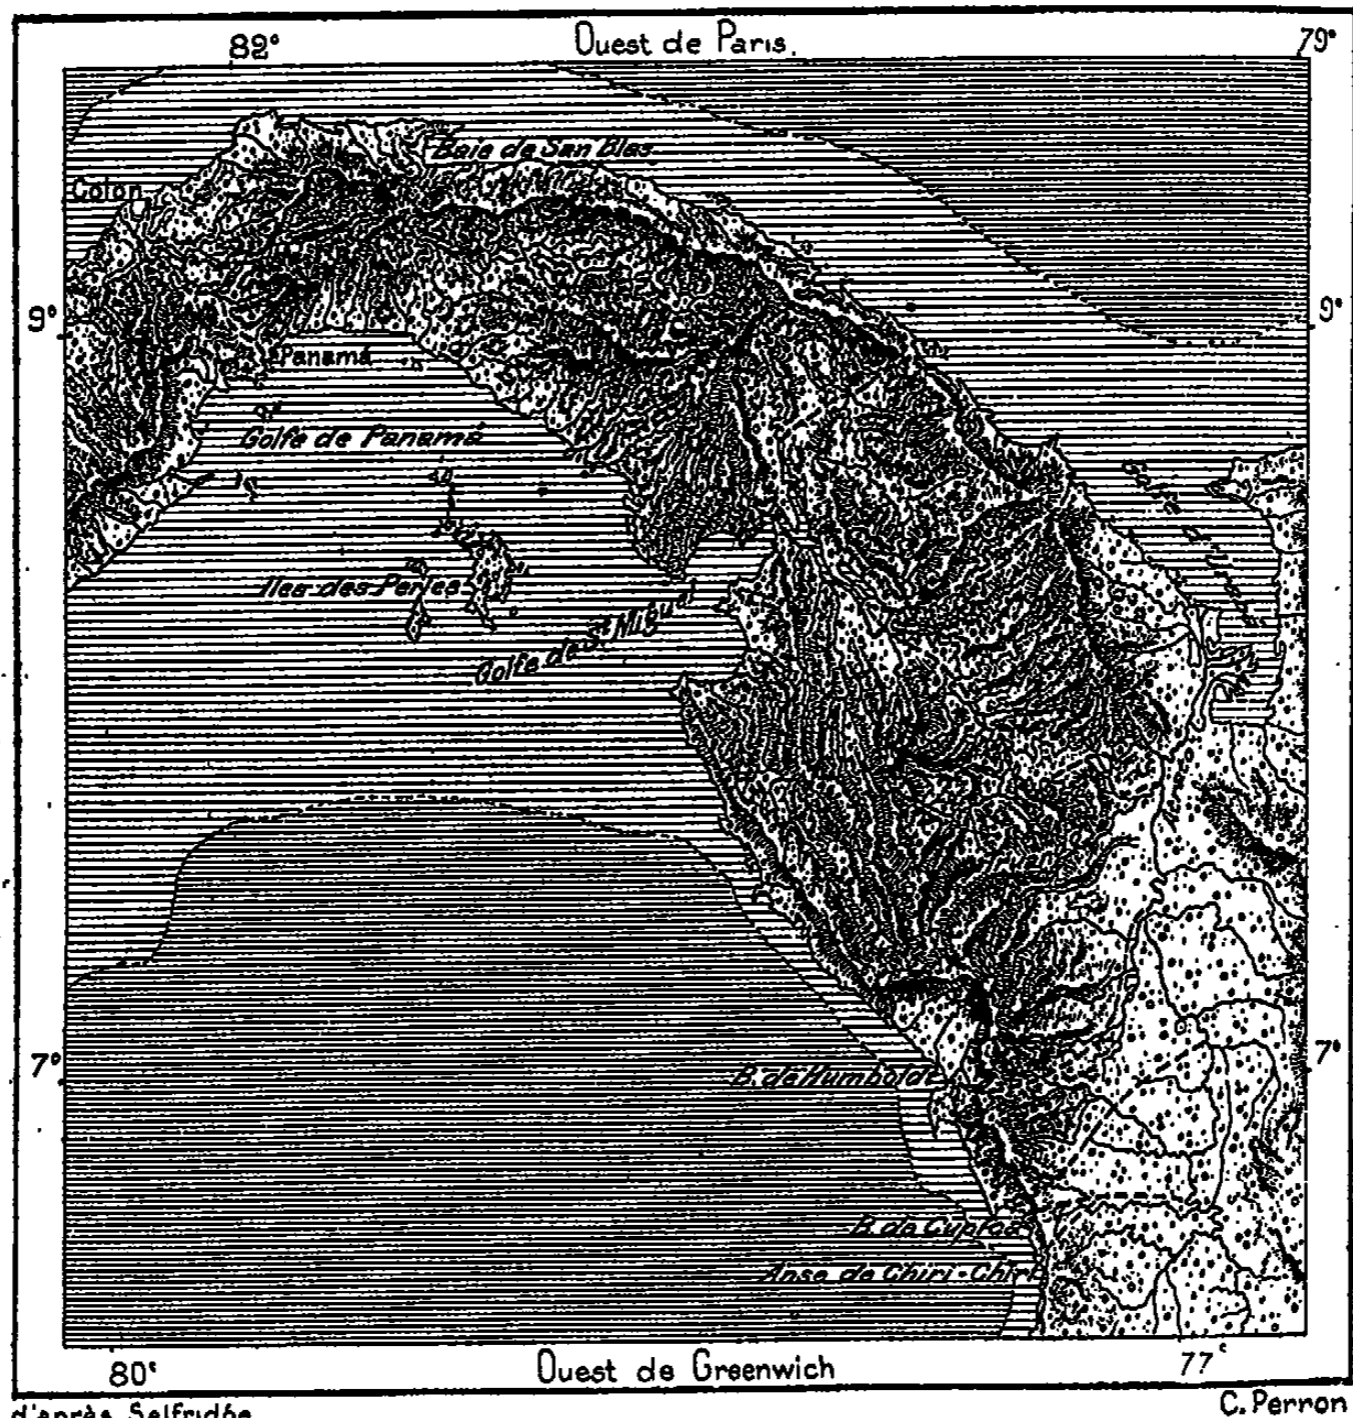 82° Ouest de Paris. 79°
Baie de San Blas
Colon
9° 9°
Panamá
Golfe de Panamá
Iles des Perles
Golfe de St Migual
7° 7°
B. de Humboldt
B. de Cupica
Anse de Chiri-Chiri
80° Ouest de Greenwich 77°
d'après Selfridge C. Perron